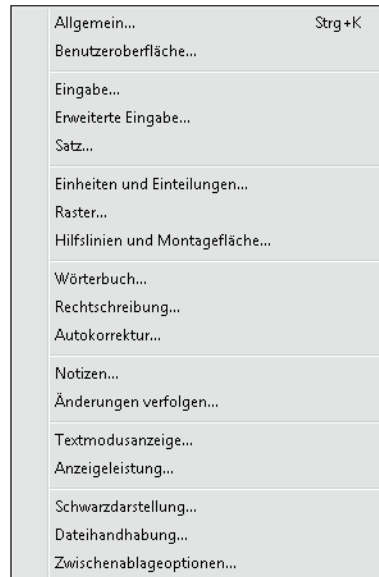 Allgemein... Strg+K
Benutzeroberfläche...
Eingabe...
Erweiterte Eingabe...
Satz...
Einheiten und Einteilungen...
Raster...
Hilfslinien und Montagefläche...
Wörterbuch...
Rechtschreibung...
Autokorrektur...
Notizen...
Änderungen verfolgen...
Textmodusanzeige...
Anzeigeleistung...
Schwarzdarstellung...
Dateihandhabung...
Zwischenablageoptionen...